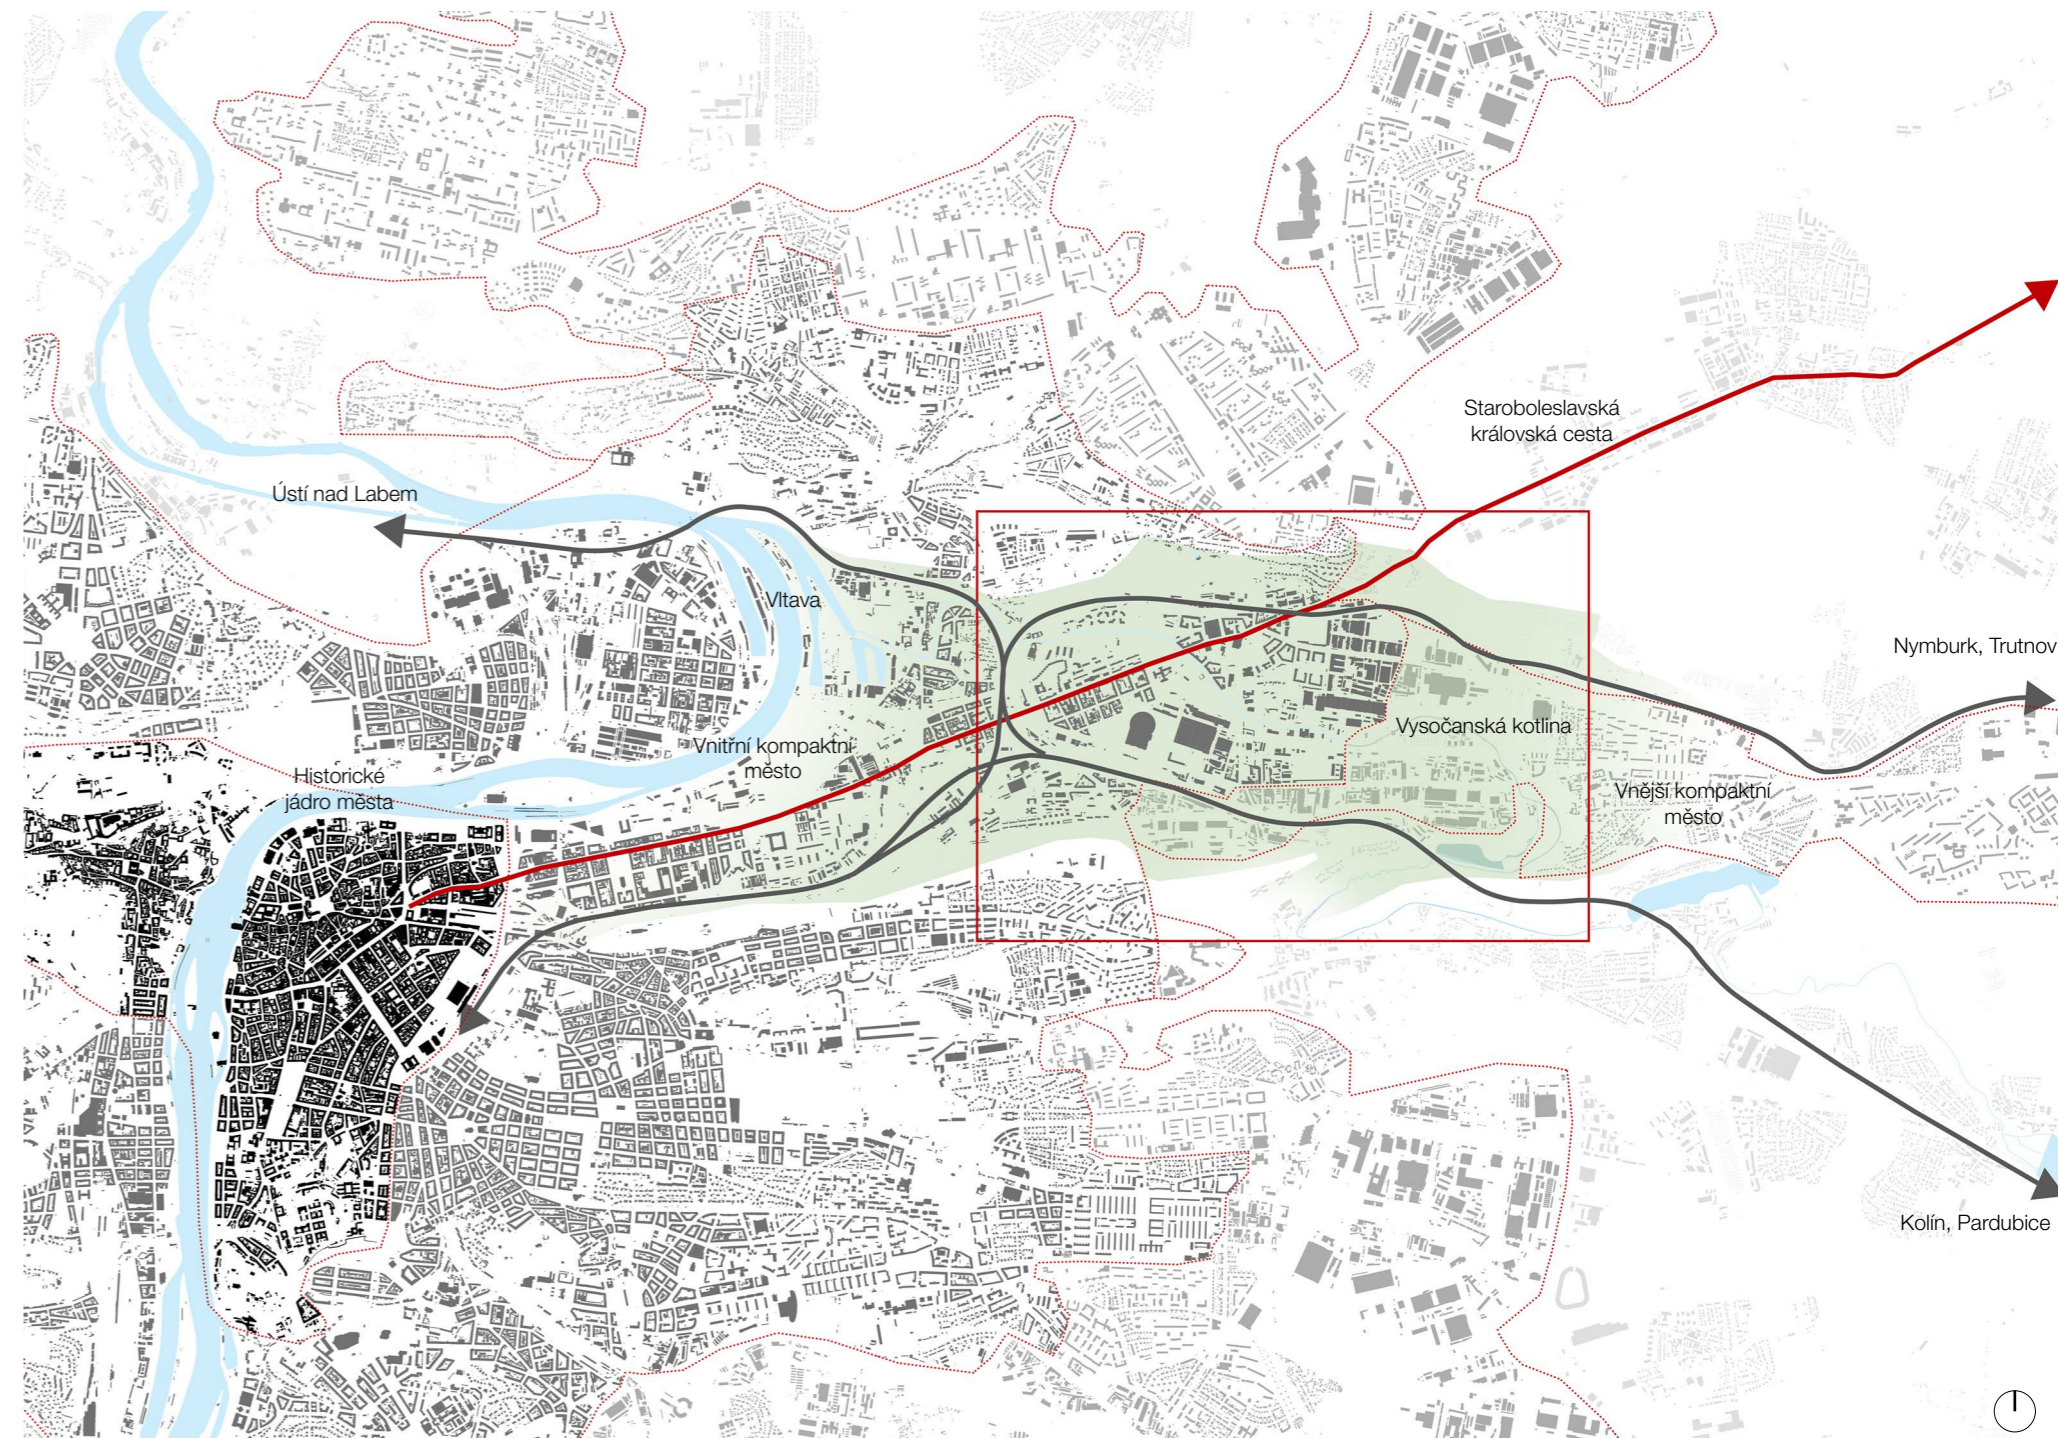 Staroboleslavská
královská cesta
Ústí nad Labem
Vltava
Nymburk, Trutnov
Vysočanská kotlina
Vnitřní kompaktní
město
Historické
jádro města
Vnější kompaktní
město
Kolín, Pardubice